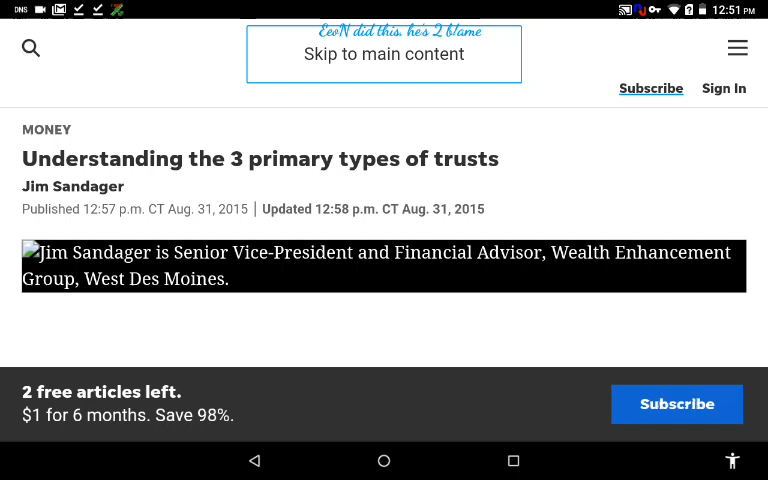 DNS
12:51 PM
EeoN did this, he's 2 blame
Skip to main content
Subscribe Sign In
MONEY
Understanding the 3 primary types of trusts
Jim Sandager
Published 12:57 p.m. CT Aug. 31, 2015 | Updated 12:58 p.m. CT Aug. 31, 2015
Jim Sandager is Senior Vice-President and Financial Advisor, Wealth Enhancement
Group, West Des Moines.
2 free articles left.
$1 for 6 months. Save 98%.
Subscribe